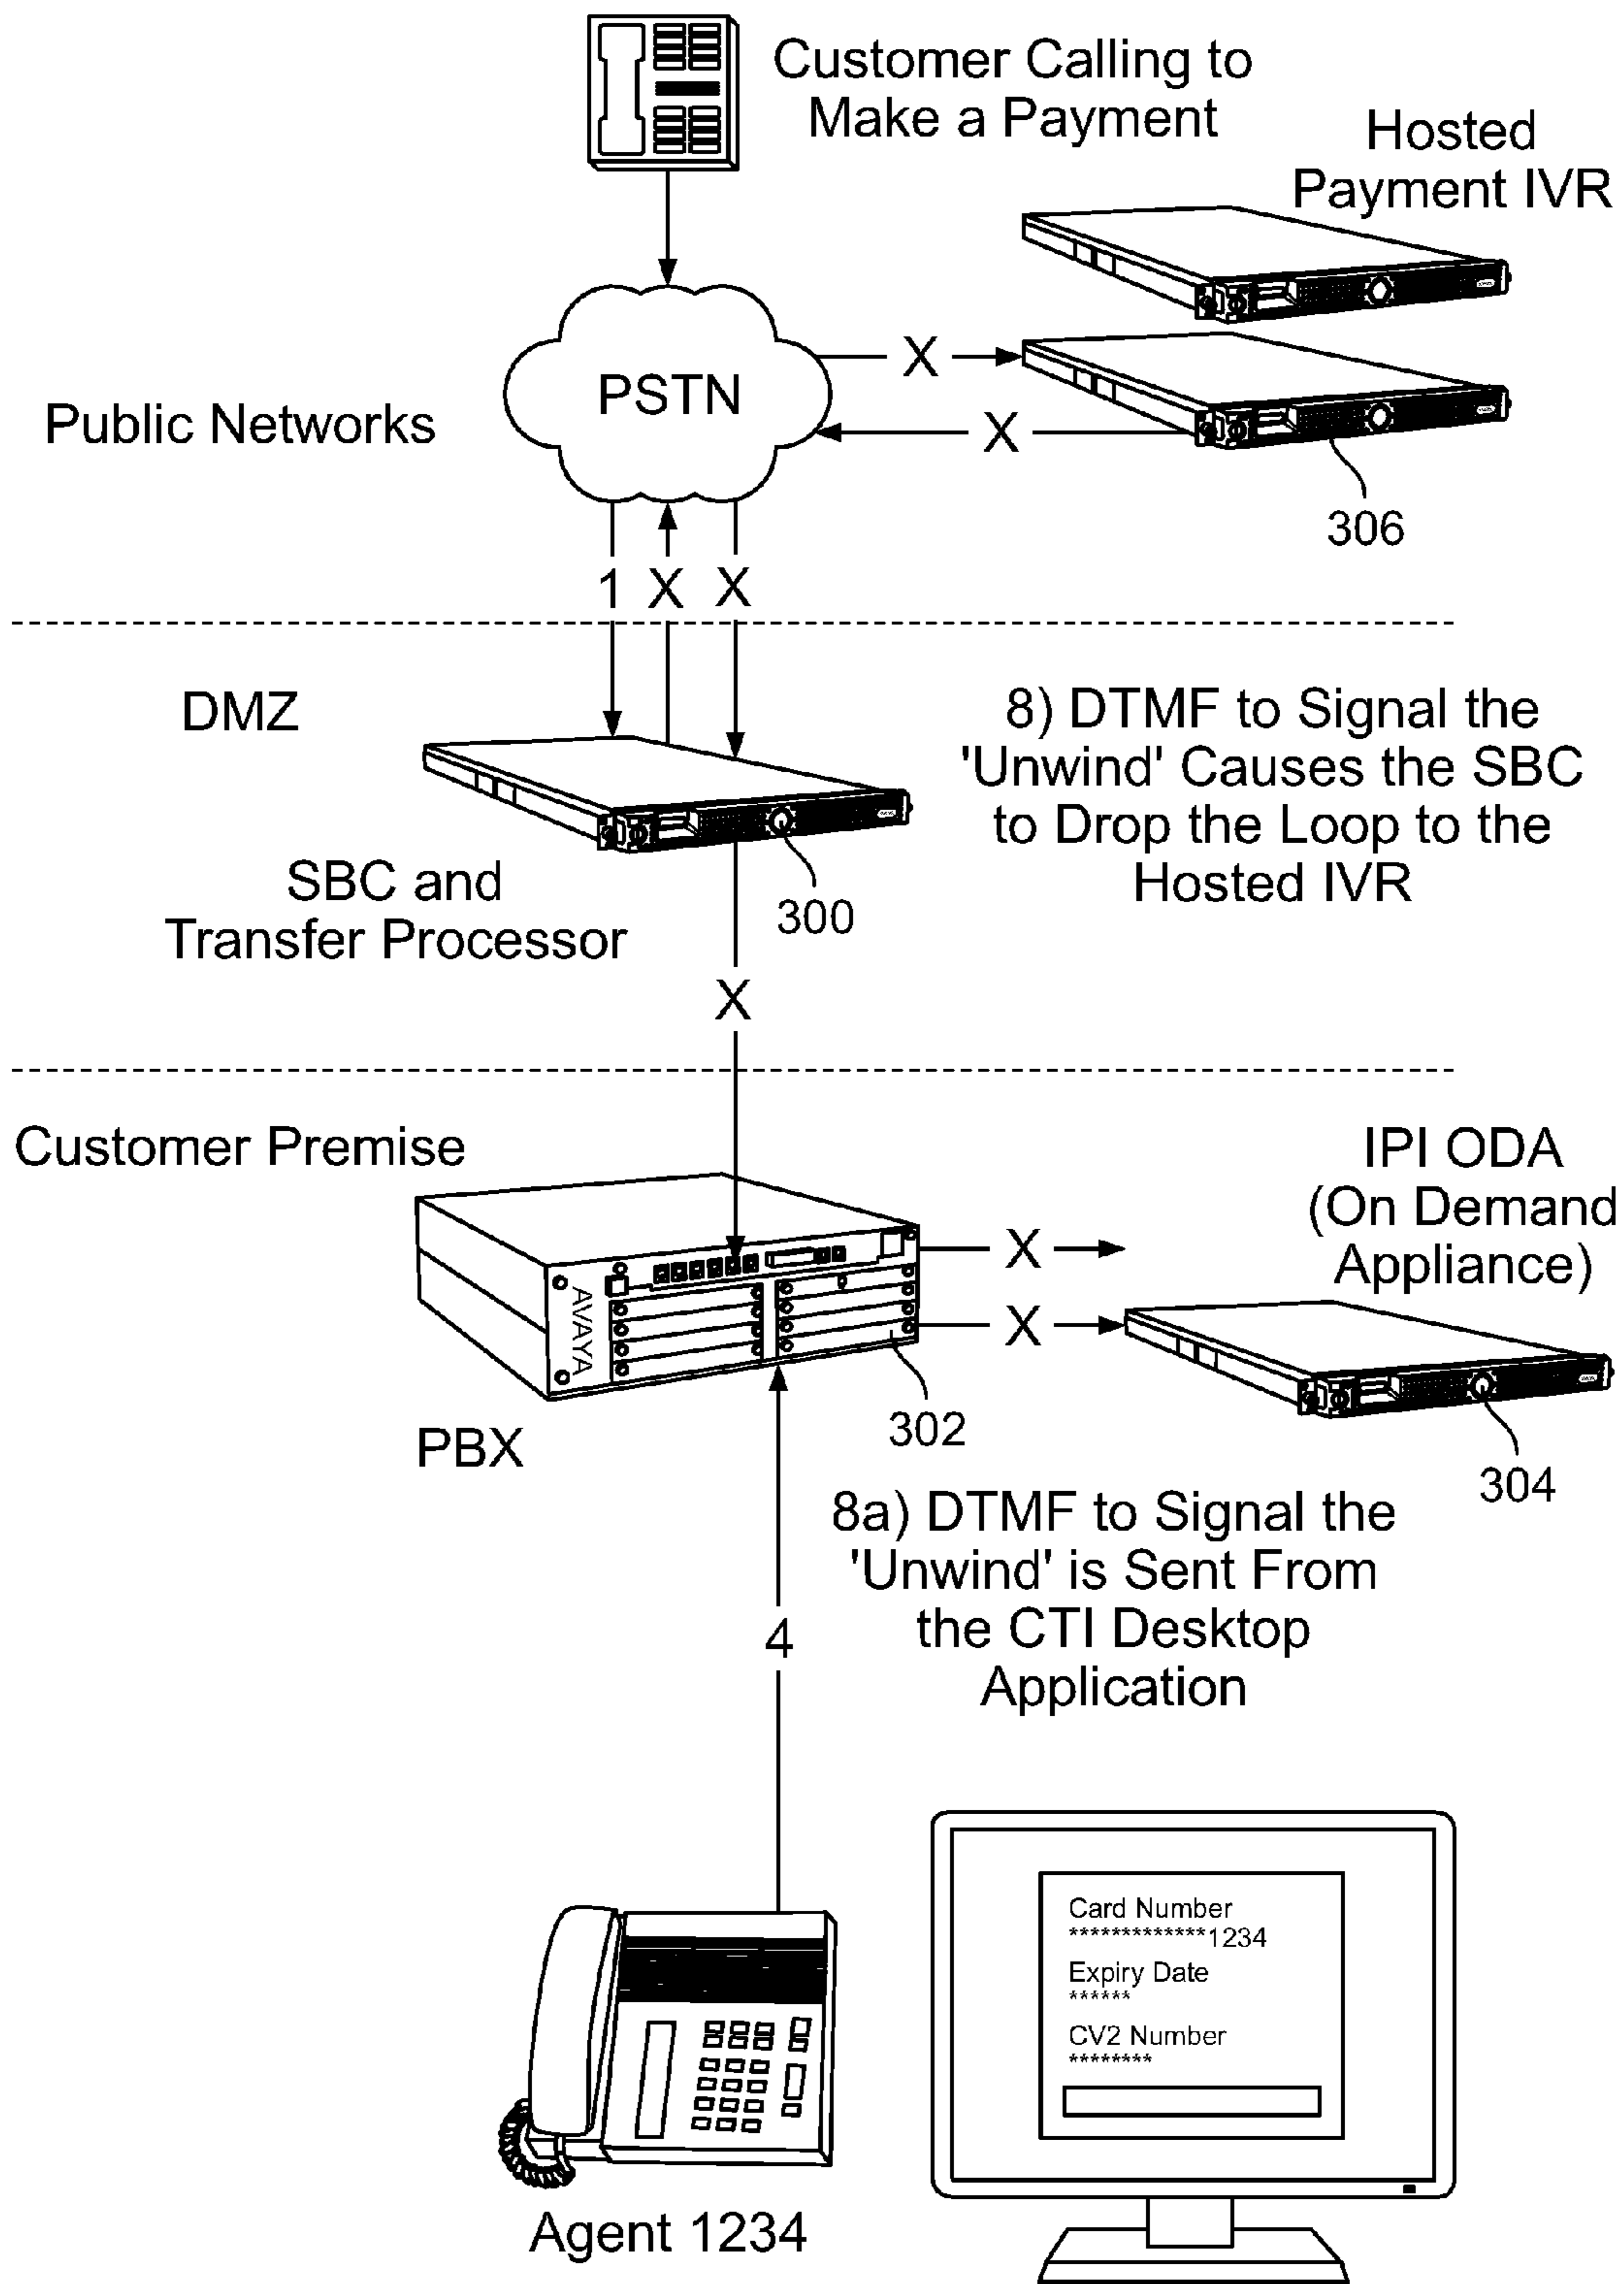 Customer Calling to
Make a Payment
Hosted
Payment IVR
PSTN
X
X
Public Networks
306
1 X X
DMZ
8) DTMF to Signal the
'Unwind' Causes the SBC
to Drop the Loop to the
Hosted IVR
SBC and
Transfer Processor
300
X
Customer Premise
IPI ODA
(On Demand
Appliance)
X
X
AVAYA
302
PBX
304
8a) DTMF to Signal the
'Unwind' is Sent From
the CTI Desktop
Application
4
Card Number
*************1234
Expiry Date
******
CV2 Number
********
Agent 1234